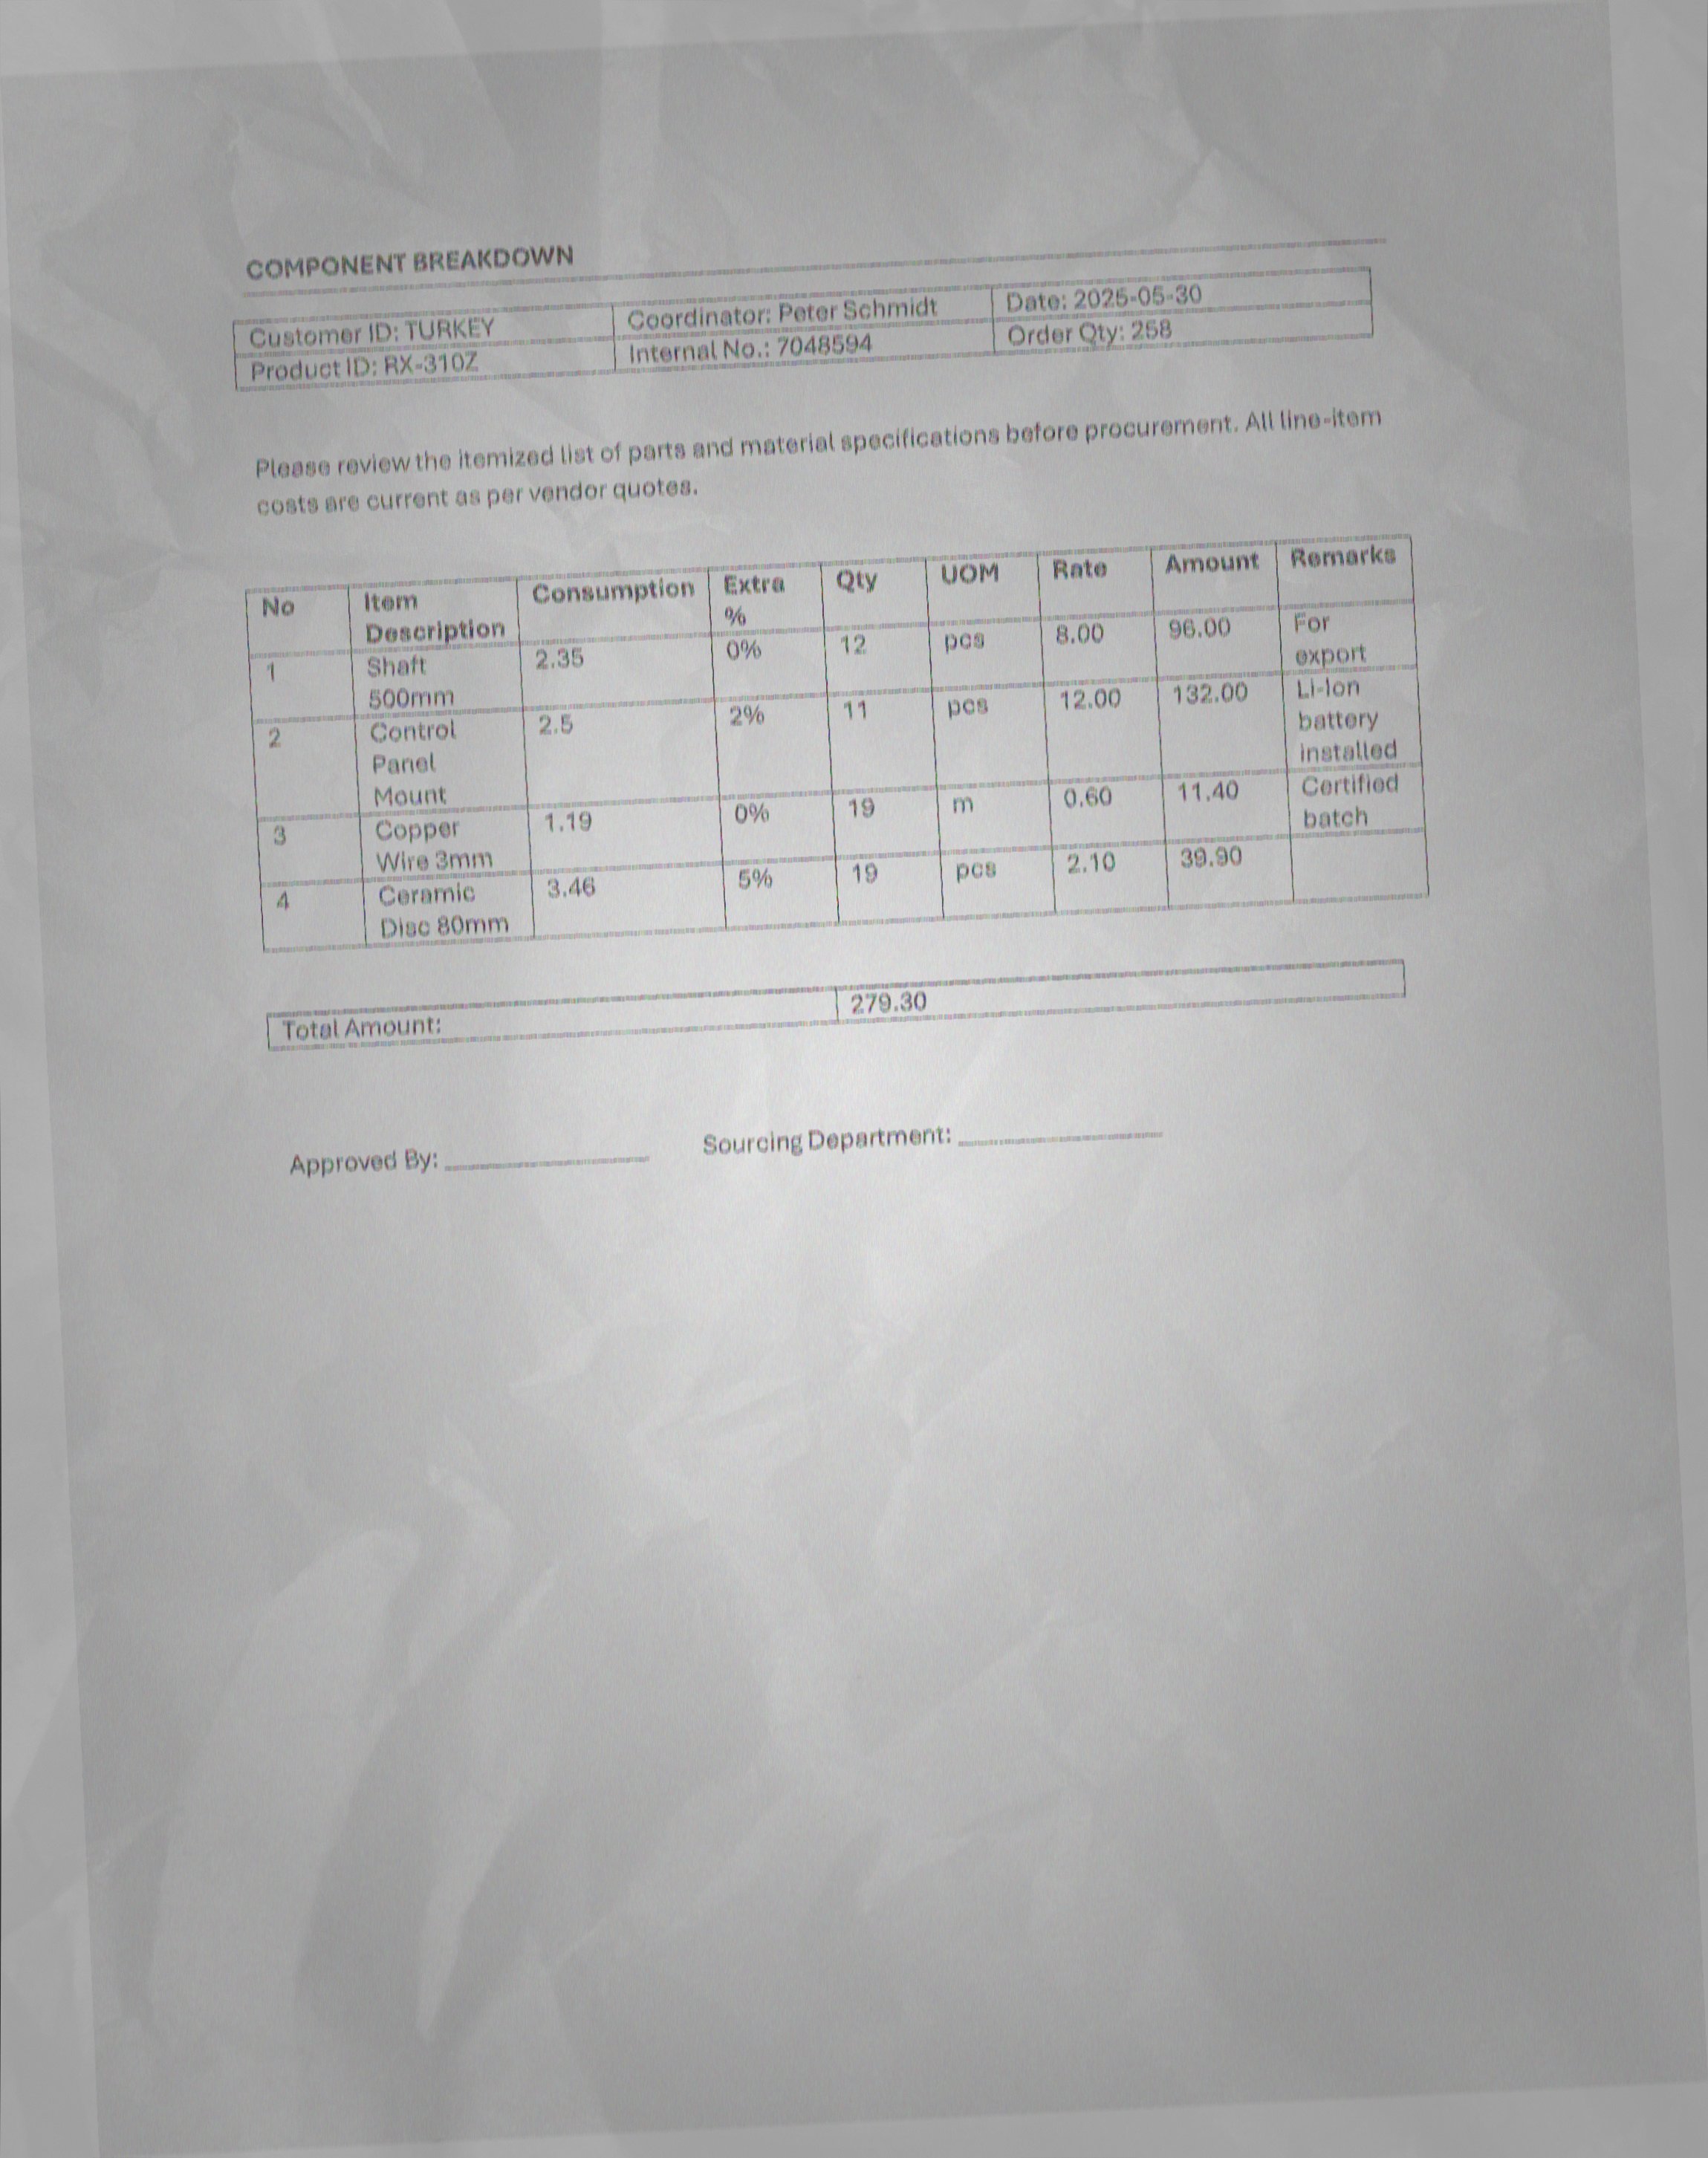 COMPONENT BREAKDOWN
Customer ID: TURKEY Coordinator: Peter Schmidt Date: 2025-05-30
Product ID: RX-310Z Internal No.: 7048594 Order Qty: 258
Please review the itemized list of parts and material specifications before procurement. All line-item
costs are current as per vendor quotes.
No Item Description Consumption Extra % Qty UOM Rate Amount Remarks
1 Shaft 500mm 2.35 0% 12 pcs 8.00 96.00 For export
2 Control Panel Mount 2.5 2% 11 pcs 12.00 132.00 Li-Ion battery installed
3 Copper Wire 3mm 1.19 0% 19 m 0.60 11.40 Certified batch
4 Ceramic Disc 80mm 3.46 5% 19 pcs 2.10 39.90
Total Amount: 279.30
Approved By: Sourcing Department: